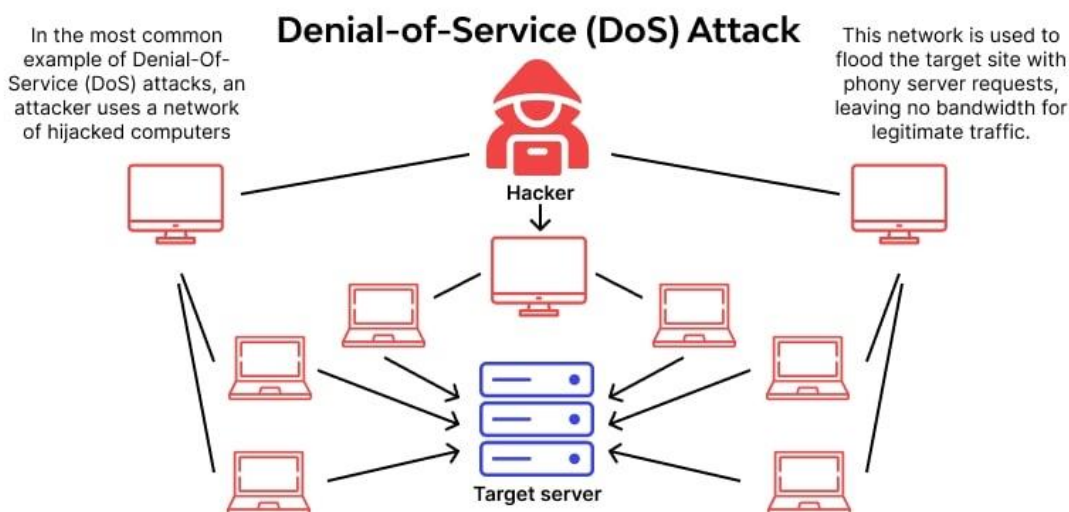 Denial-of-Service (DoS) Attack
In the most common
example of Denial-Of-
Service (DoS) attacks, an
attacker uses a network
of hijacked computers
This network is used to
flood the target site with
phony server requests,
leaving no bandwidth for
legitimate traffic.
Hacker
Target server